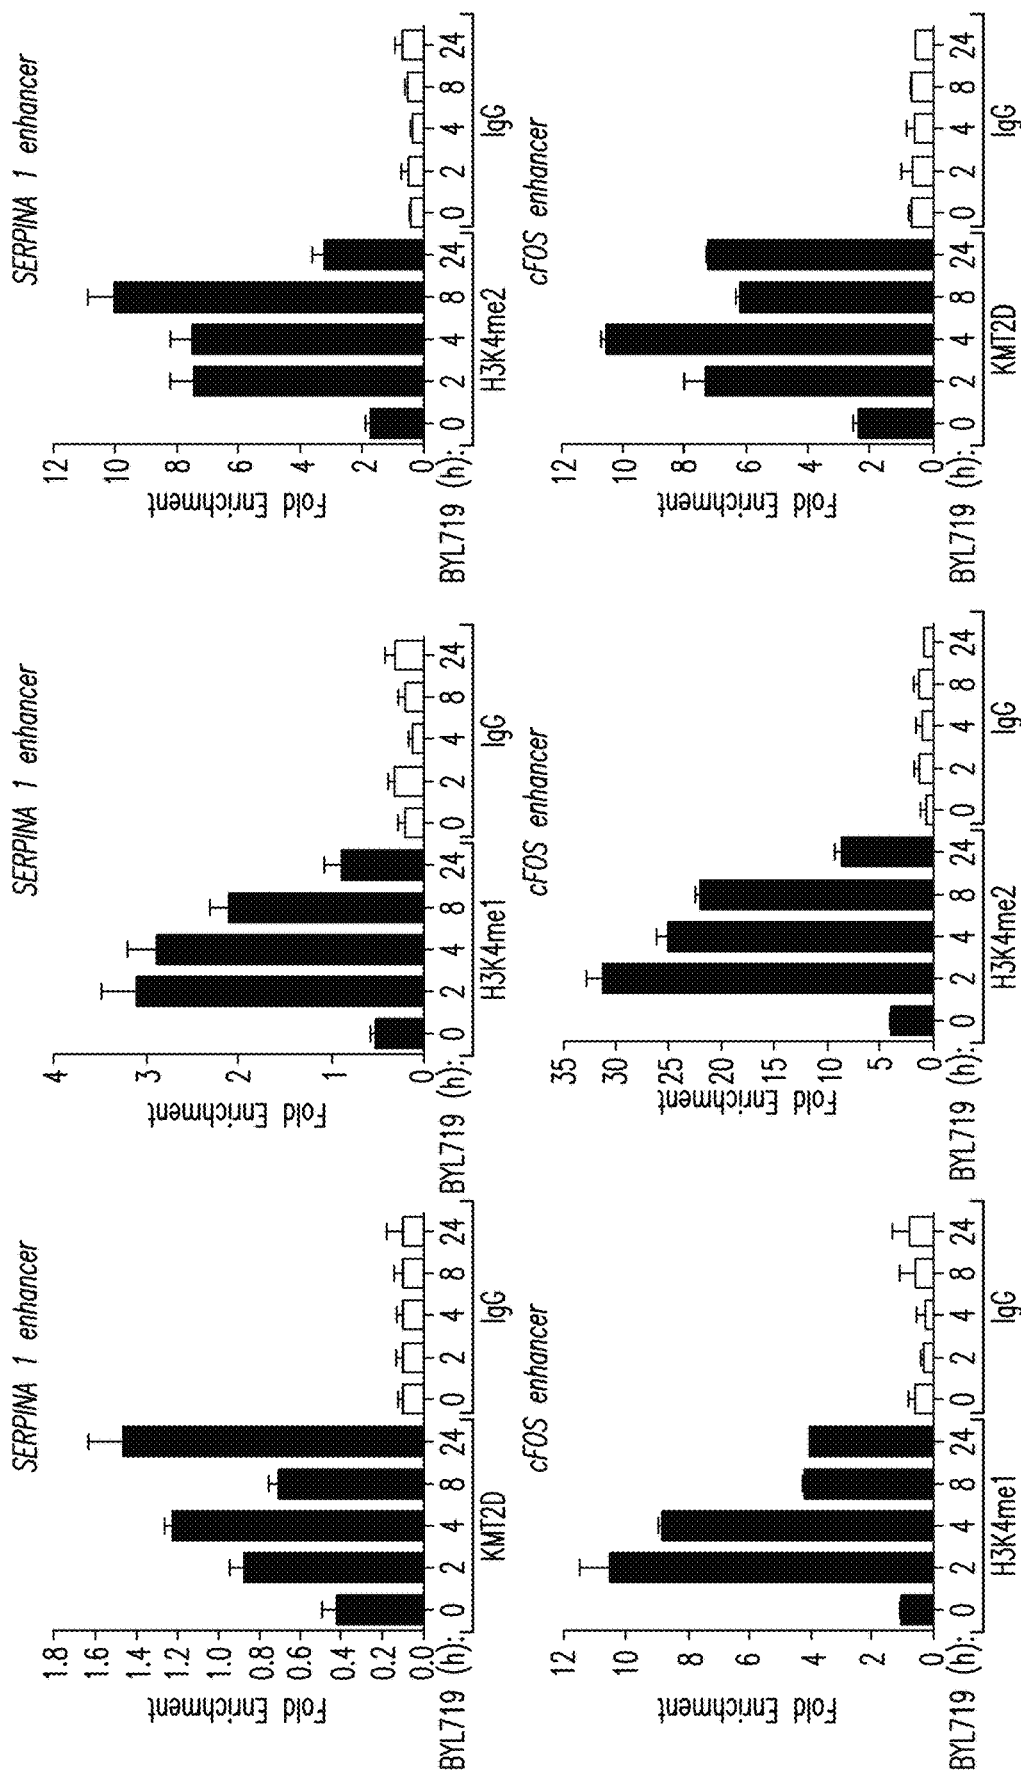 SERPINA 1 enhancer
Fold Enrichment
1.8
1.6
1.4
1.2
1.0
0.8
0.6
0.4
0.2
0.0
BYL719 (h): 0 2 4 8 24 0 2 4 8 24
KMT2D IgG
SERPINA 1 enhancer
Fold Enrichment
4
3
2
1
0
BYL719 (h): 0 2 4 8 24 0 2 4 8 24
H3K4me1 IgG
SERPINA 1 enhancer
Fold Enrichment
12
10
8
6
4
2
0
BYL719 (h): 0 2 4 8 24 0 2 4 8 24
H3K4me2 IgG
cFOS enhancer
Fold Enrichment
12
10
8
6
4
2
0
BYL719 (h): 0 2 4 8 24 0 2 4 8 24
H3K4me1 IgG
cFOS enhancer
Fold Enrichment
35
30
25
20
15
10
5
0
BYL719 (h): 0 2 4 8 24 0 2 4 8 24
H3K4me2 IgG
cFOS enhancer
Fold Enrichment
12
10
8
6
4
2
0
BYL719 (h): 0 2 4 8 24 0 2 4 8 24
KMT2D IgG